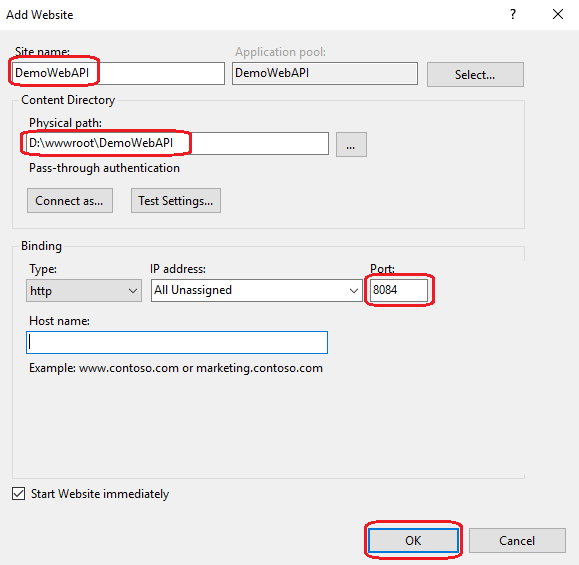 Add Website
?
Site name:
Application pool:
DemoWebAPI
DemoWebAPI
Select...
Content Directory
Physical path:
D:\wwwroot\DemoWebAPI
...
Pass-through authentication
Connect as...
Test Settings...
Binding
Type:
IP address:
Port:
http
All Unassigned
8084
Host name:
Example: www.contoso.com or marketing.contoso.com
Start Website immediately
OK
Cancel